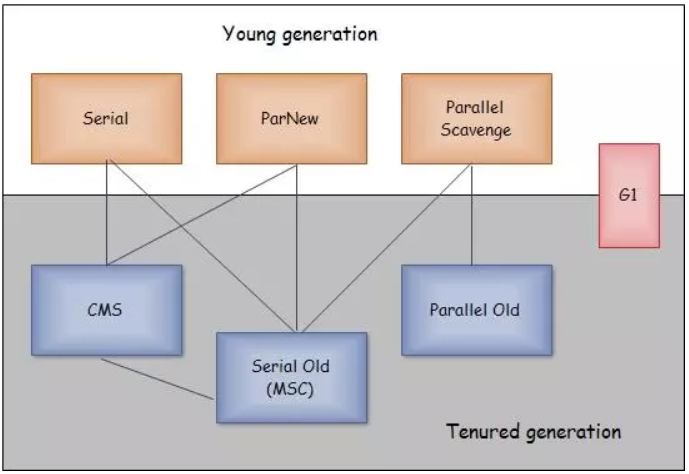 Young generation
Serial
ParNew
Parallel
Scavenge
G1
CMS
Parallel Old
Serial Old
(MSC)
Tenured generation